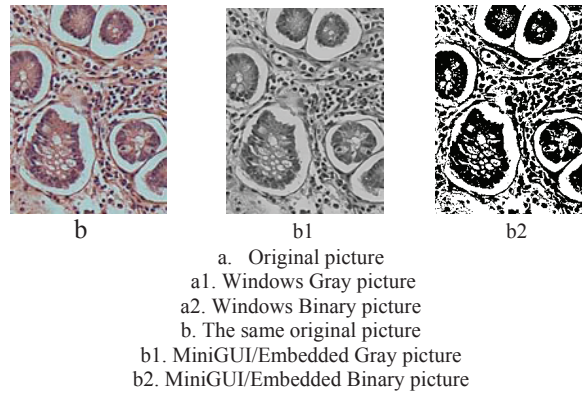 b b1 b2
a. Original picture
a1. Windows Gray picture
a2. Windows Binary picture
b. The same original picture
b1. MiniGUI/Embedded Gray picture
b2. MiniGUI/Embedded Binary picture